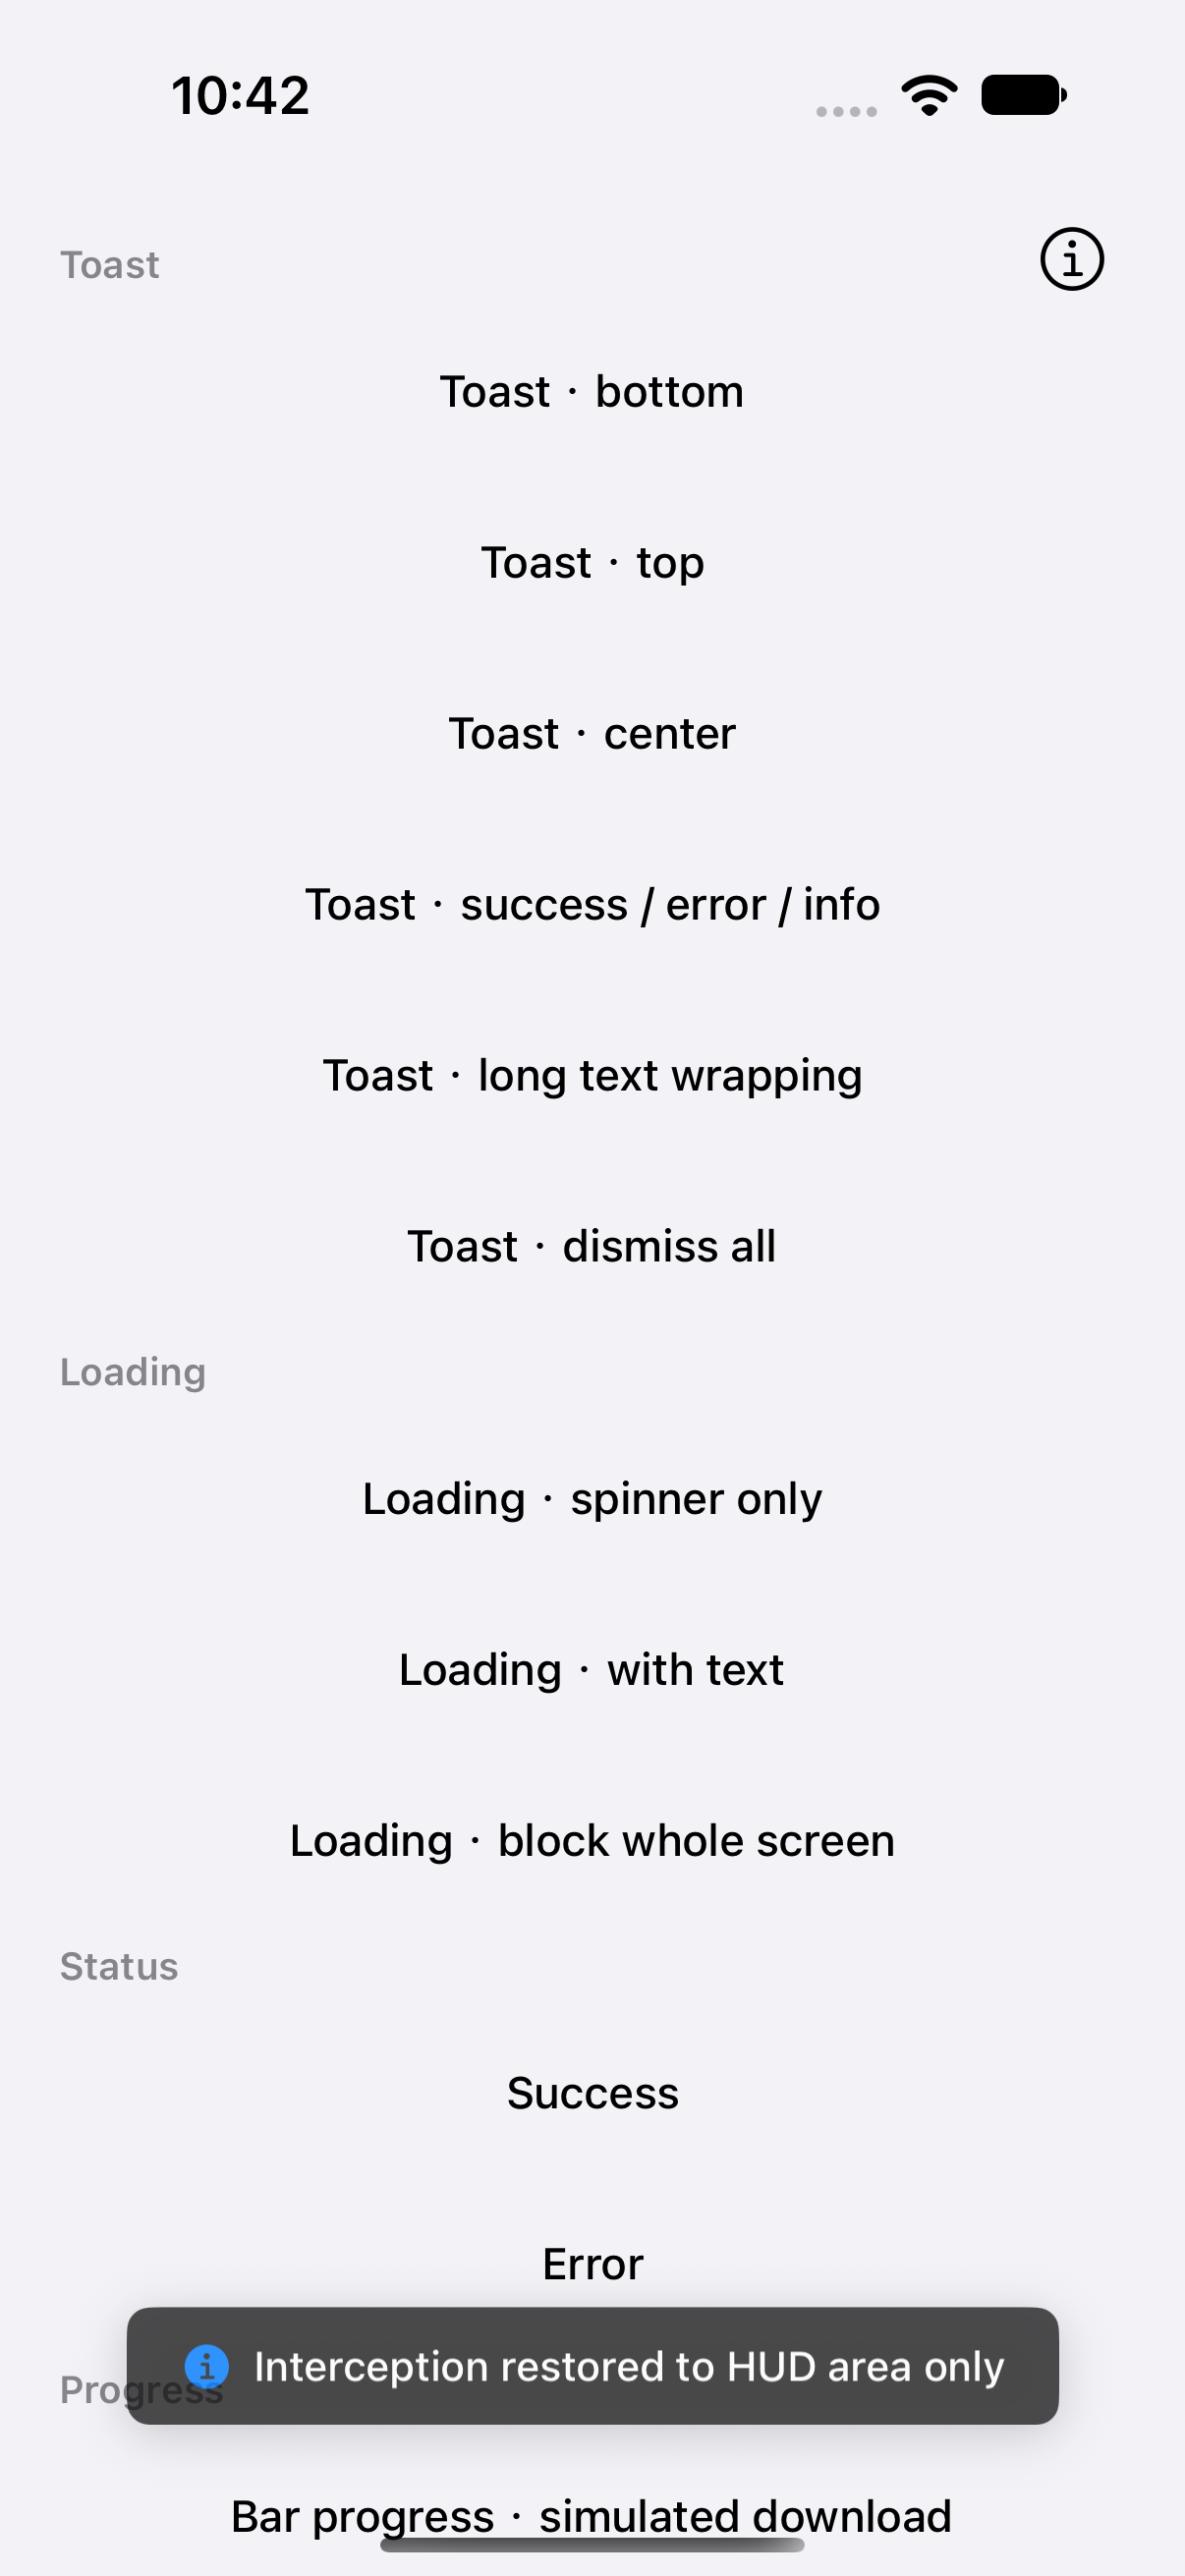 10:42
Toast
Toast · bottom
Toast · top
Toast · center
Toast · success / error / info
Toast · long text wrapping
Toast · dismiss all
Loading
Loading · spinner only
Loading · with text
Loading · block whole screen
Status
Success
Error
Interception restored to HUD area only
Progress
Bar progress · simulated download